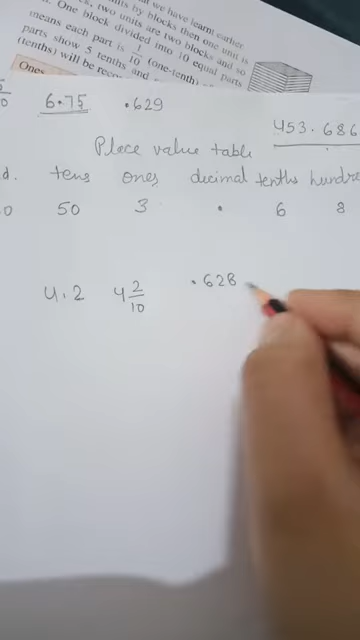 we have learnt earlier
its by blocks then one unit is
two units are two blocks and so
One block divided into 10 equal parts
means each part is 1/10 (one-tenth)
parts show 5 tenths and
(tenths) will be
Ones
10
6.75 .629
453.686
Place value table
d. tens ones decimal tenths hundre
0 50 3 . 6 8
4.2 4 2/10 .628